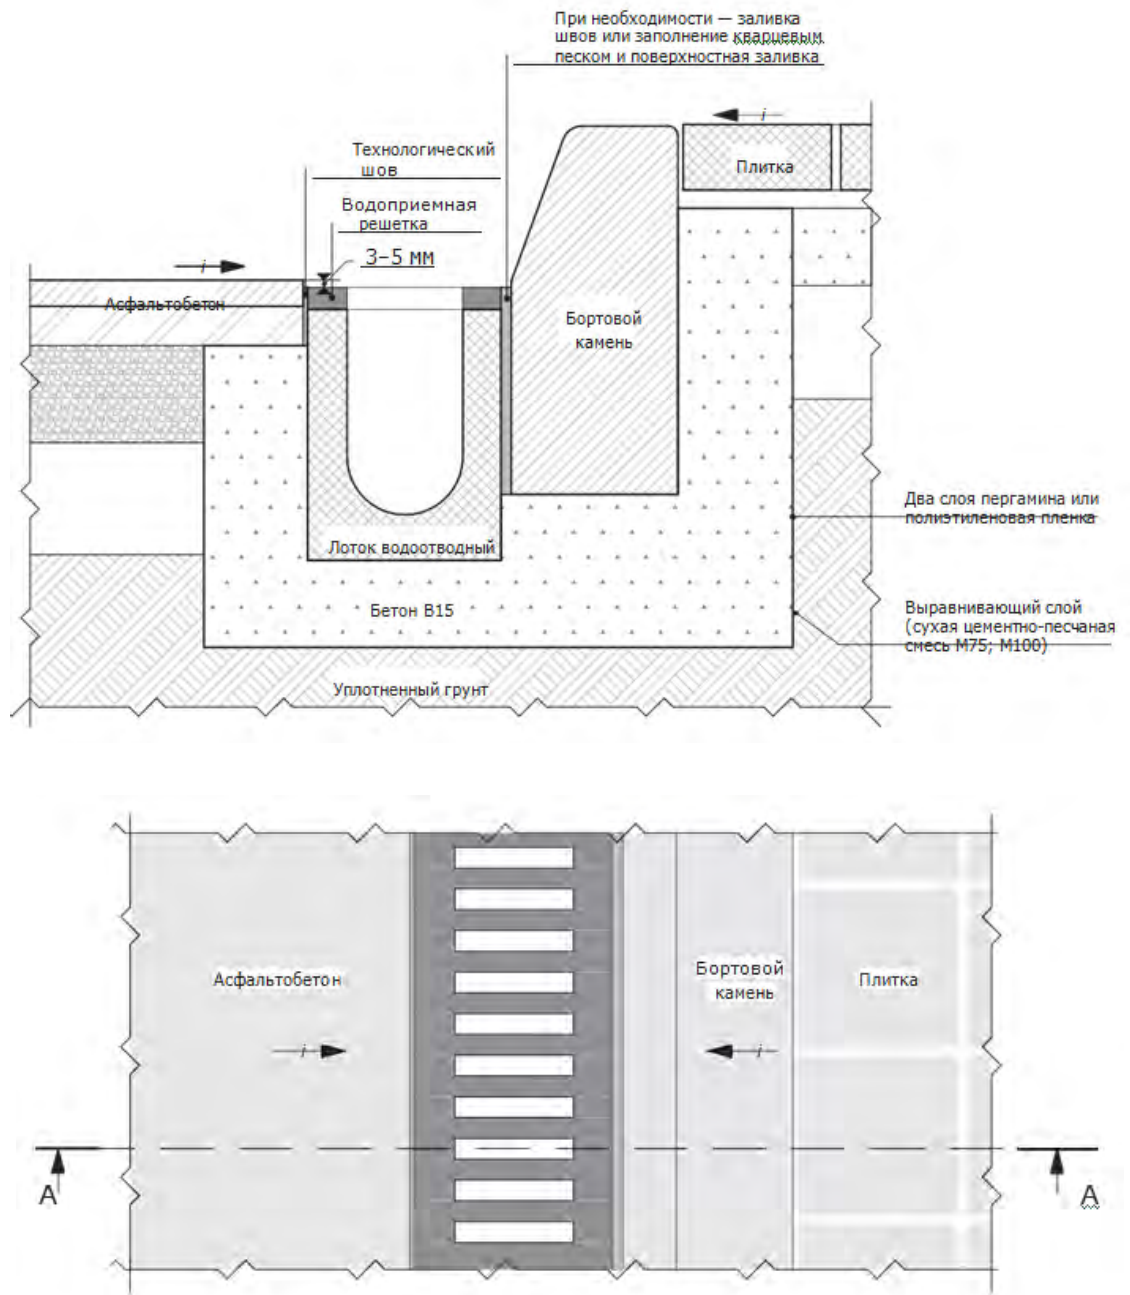 При необходимости — заливка
швов или заполнение кварцевым
песком и поверхностная заливка
i
Плитка
Технологический
шов
Водоприемная
решетка
3–5 мм
i
Асфальтобетон
Бортовой
камень
Два слоя пергамина или
полиэтиленовая пленка
Лоток водоотводный
Бетон В15
Выравнивающий слой
(сухая цементно-песчаная
смесь М75; М100)
Уплотненный грунт
Асфальтобетон
Бортовой
камень
Плитка
i
i
А
А